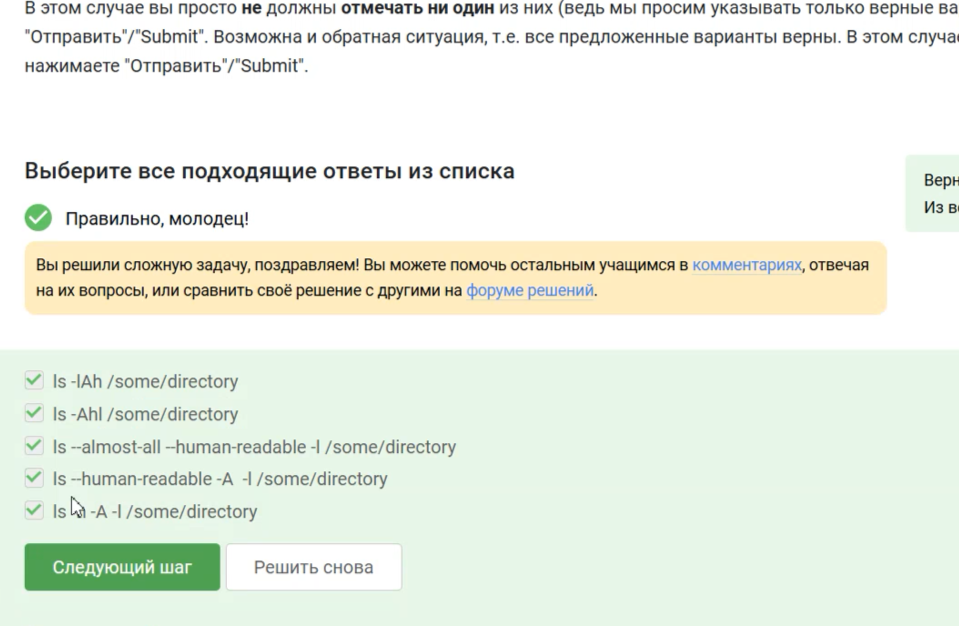 В этом случае вы просто не должны отмечать ни один из них (ведь мы просим указывать только верные ва
"Отправить"/"Submit". Возможна и обратная ситуация, т.е. все предложенные варианты верны. В этом случае
нажимаете "Отправить"/"Submit".
Выберите все подходящие ответы из списка
Верн
Правильно, молодец!
Из в
Вы решили сложную задачу, поздравляем! Вы можете помочь остальным учащимся в комментариях, отвечая
на их вопросы, или сравнить своё решение с другими на форуме решений.
ls -lAh /some/directory
ls -Ahl /some/directory
ls --almost-all --human-readable -l /some/directory
ls --human-readable -A -l /some/directory
ls -A -l /some/directory
Следующий шаг
Решить снова